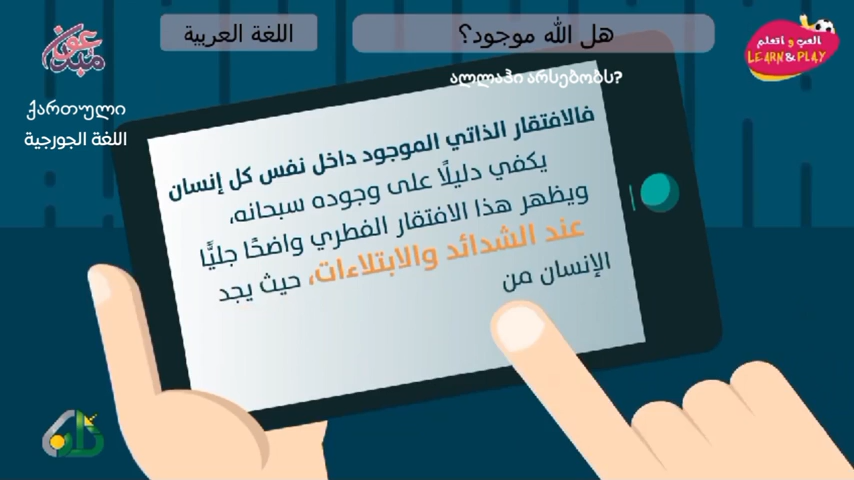 هل الله موجود؟
اللغة العربية
العب و اتعلم
LEARN & PLAY
مبدعون
ალლაჰი არსებობს?
ქართული
اللغة الجورجية
فالافتقار الذاتي الموجود داخل نفس كل إنسان
يكفي دليلًا على وجوده سبحانه،
ويظهر هذا الافتقار الفطري واضحًا جليًّا
عند الشدائد والابتلاءات، حيث يجد
الإنسان من